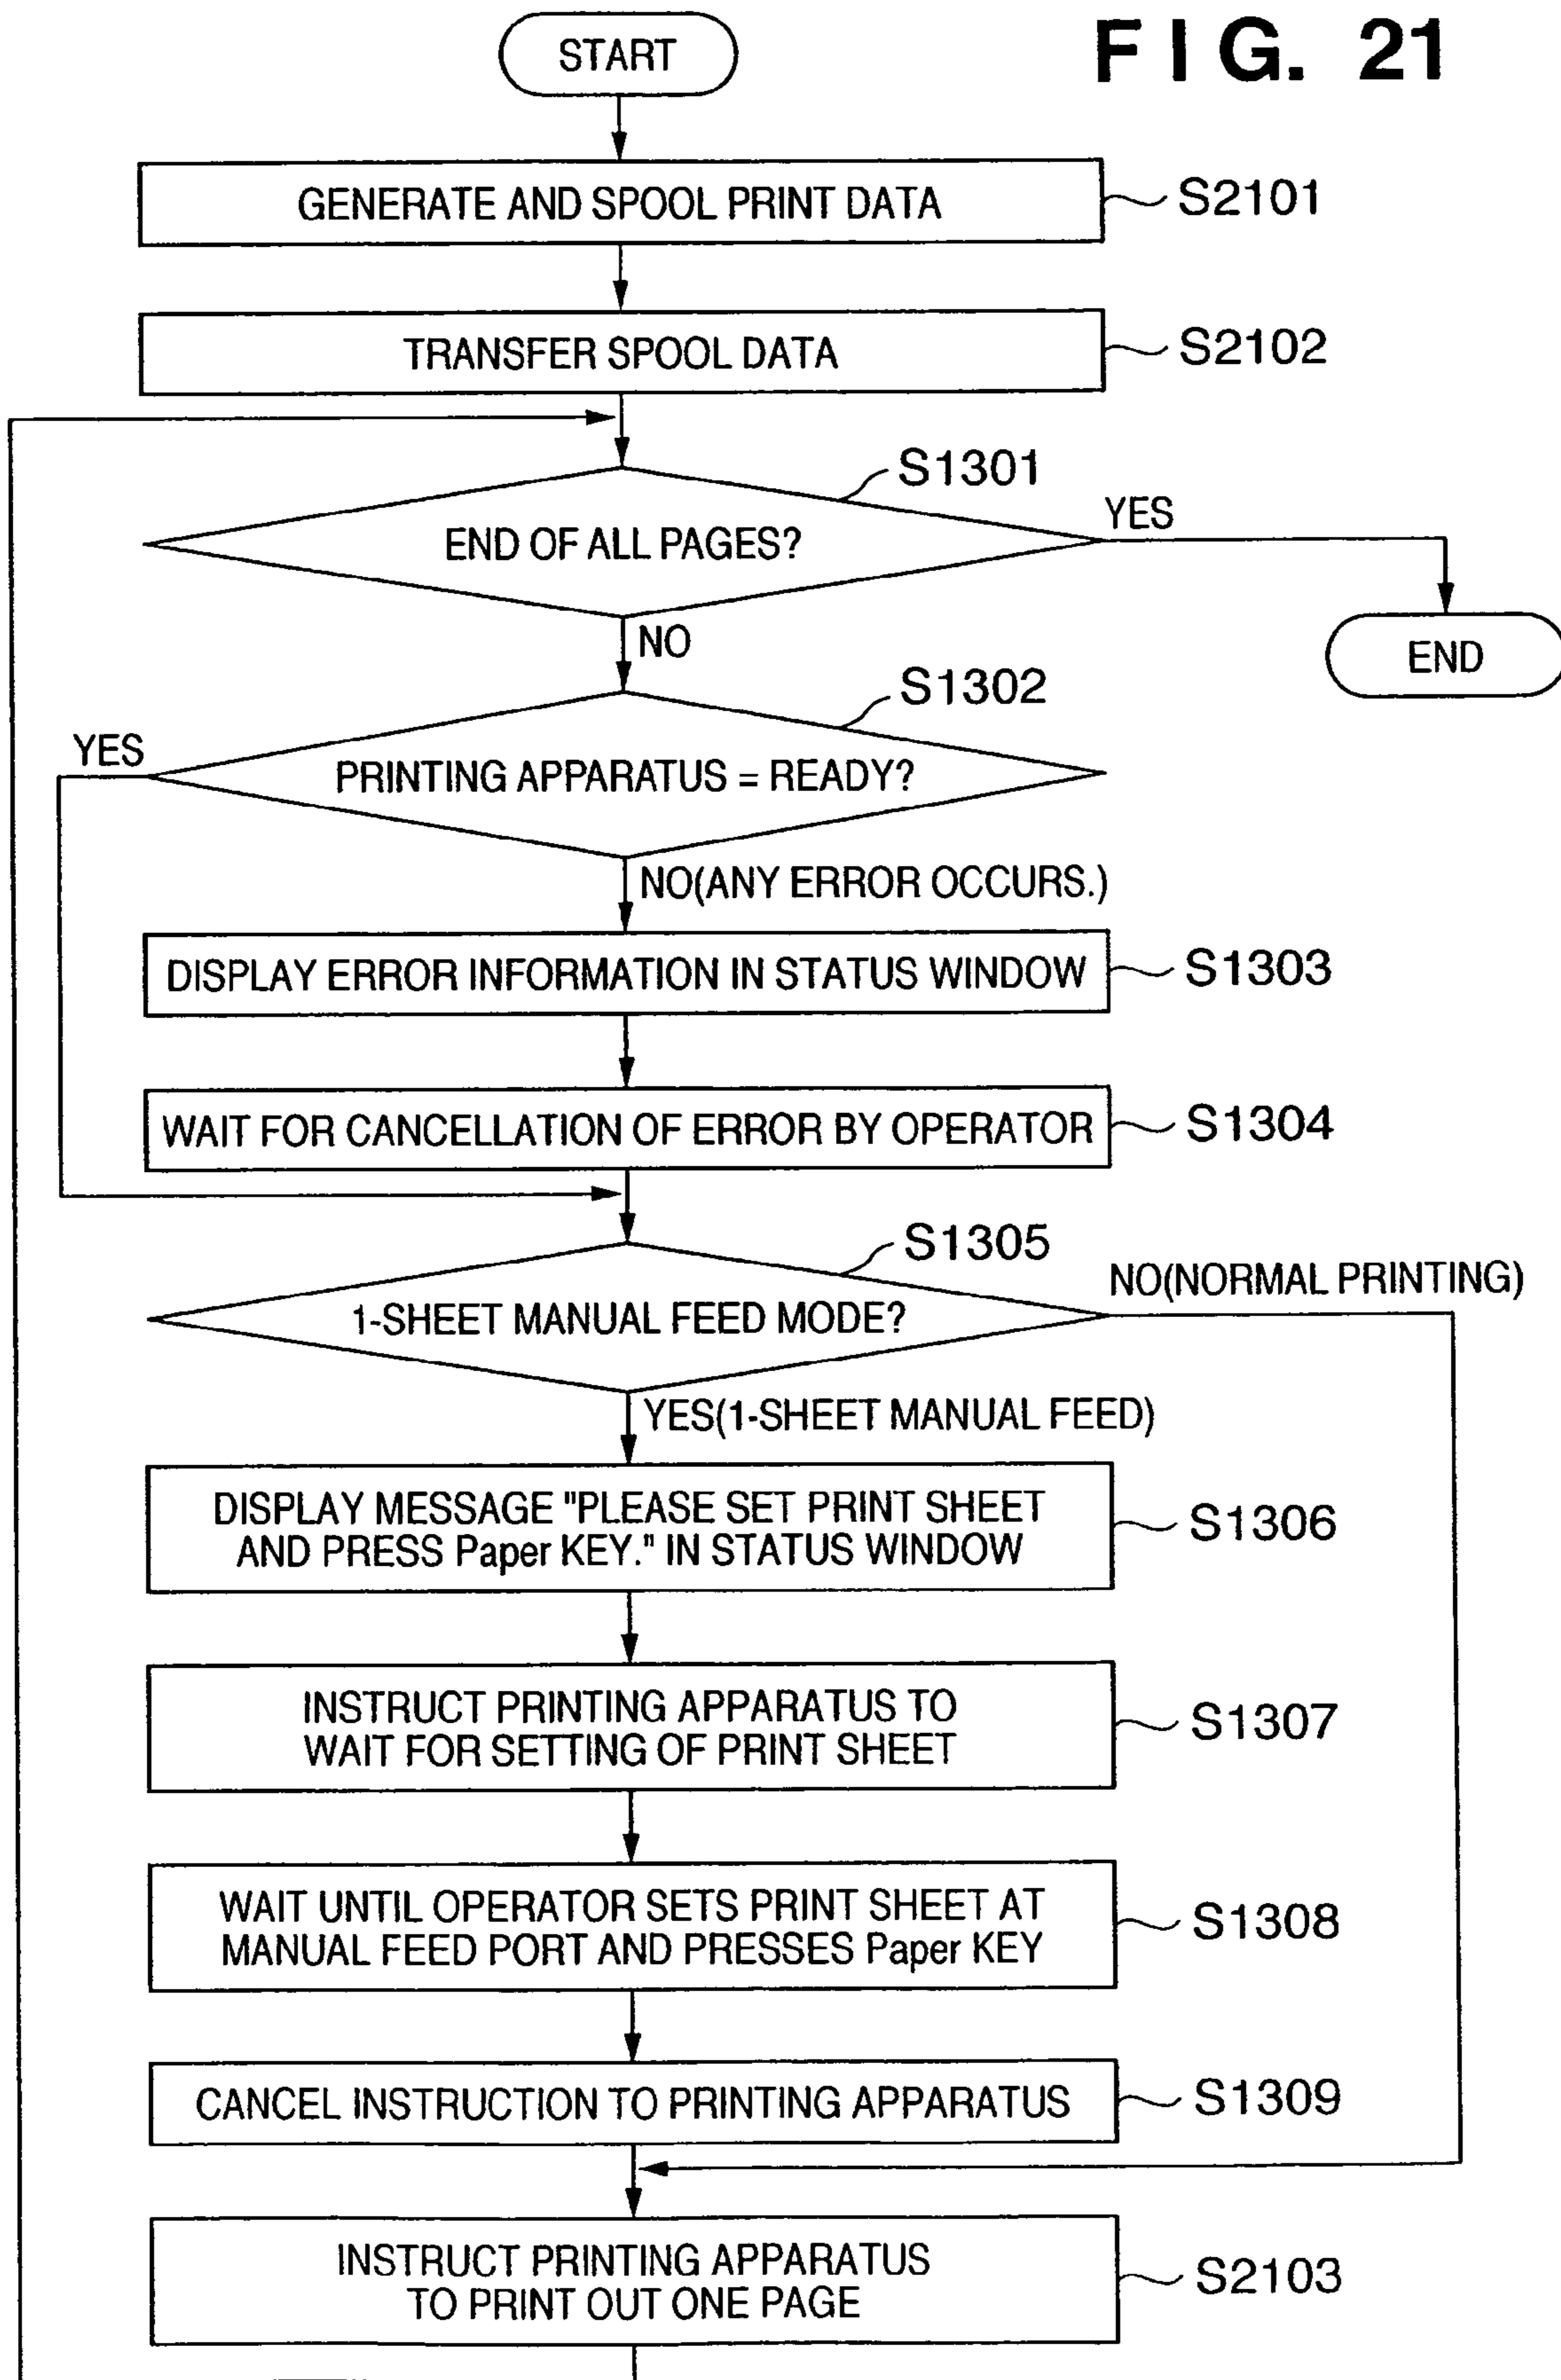 FIG. 21
START
GENERATE AND SPOOL PRINT DATA
S2101
TRANSFER SPOOL DATA
S2102
S1301
END OF ALL PAGES?
YES
NO
END
S1302
YES
PRINTING APPARATUS = READY?
NO(ANY ERROR OCCURS.)
DISPLAY ERROR INFORMATION IN STATUS WINDOW
S1303
WAIT FOR CANCELLATION OF ERROR BY OPERATOR
S1304
S1305
NO(NORMAL PRINTING)
1-SHEET MANUAL FEED MODE?
YES(1-SHEET MANUAL FEED)
DISPLAY MESSAGE "PLEASE SET PRINT SHEET
AND PRESS Paper KEY." IN STATUS WINDOW
S1306
INSTRUCT PRINTING APPARATUS TO
WAIT FOR SETTING OF PRINT SHEET
S1307
WAIT UNTIL OPERATOR SETS PRINT SHEET AT
MANUAL FEED PORT AND PRESSES Paper KEY
S1308
CANCEL INSTRUCTION TO PRINTING APPARATUS
S1309
INSTRUCT PRINTING APPARATUS
TO PRINT OUT ONE PAGE
S2103